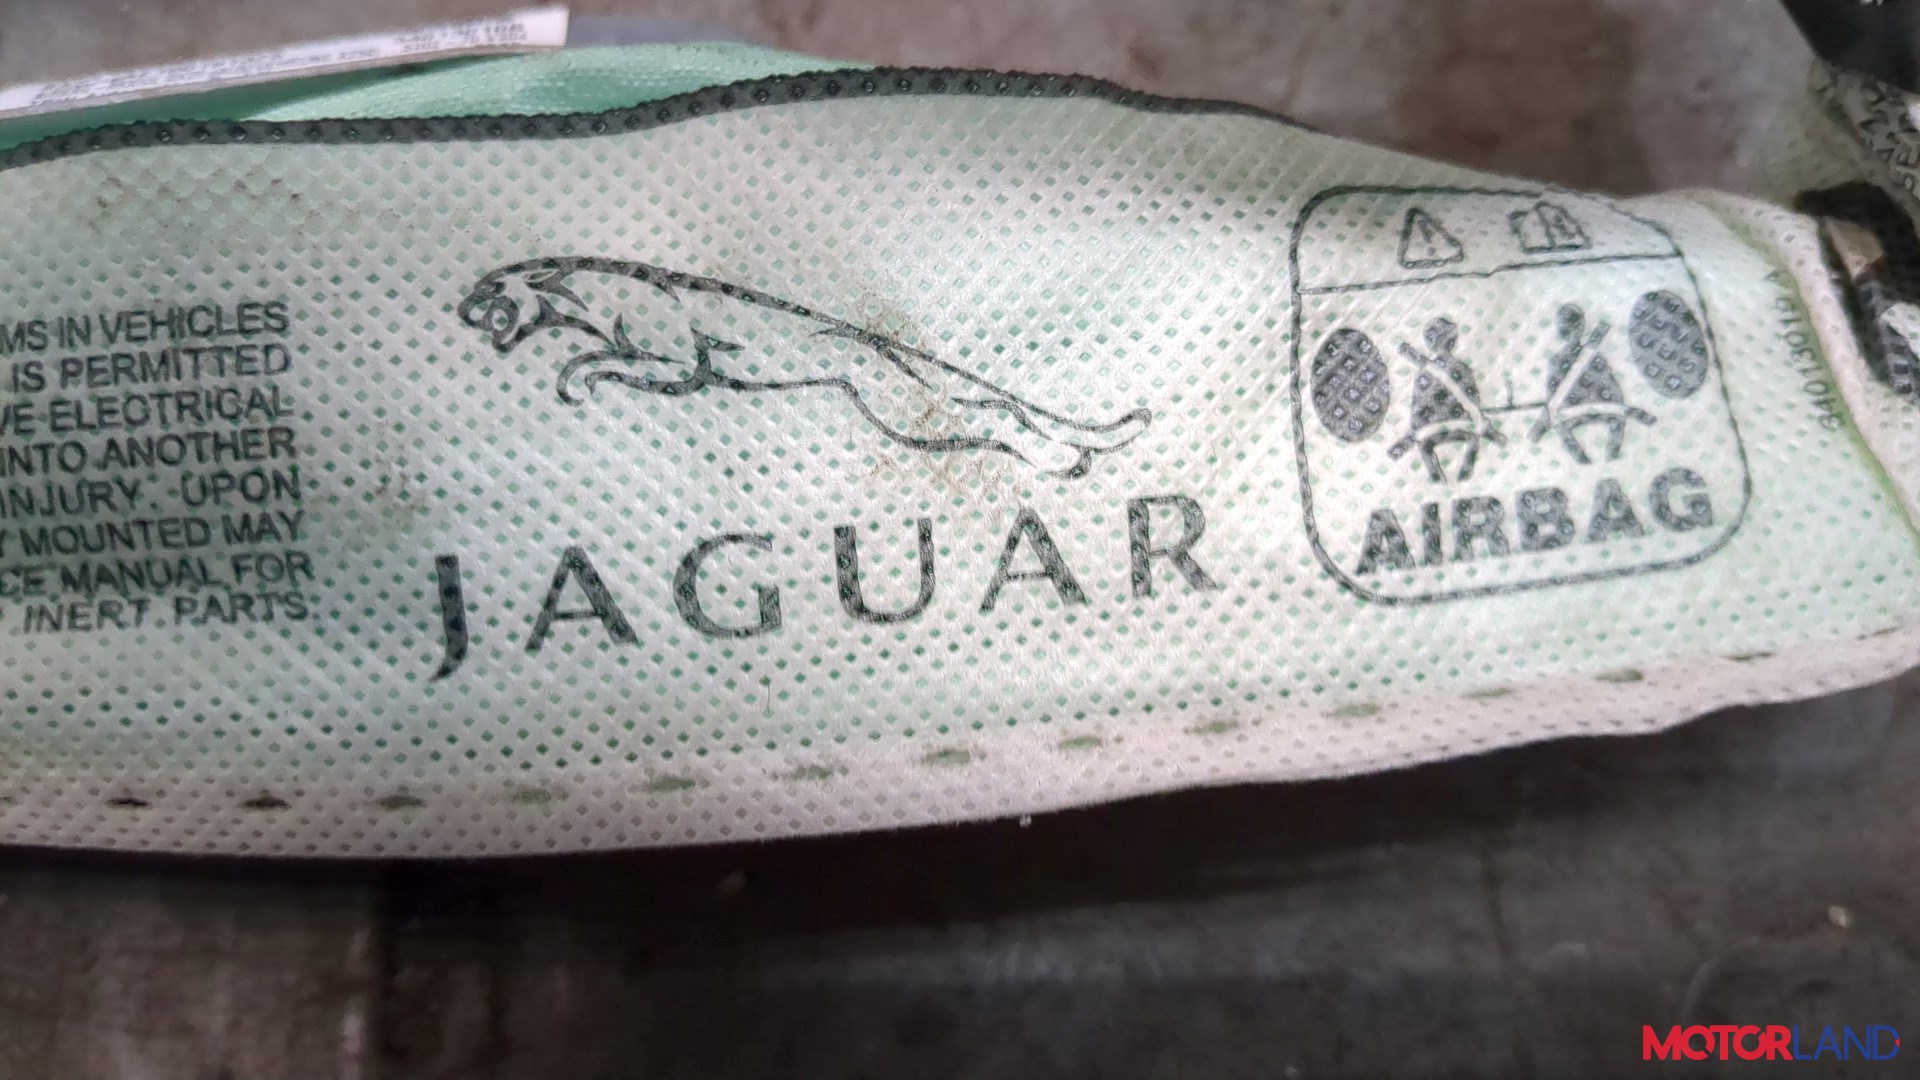 MS IN VEHICLES
IS PERMITTED
VE ELECTRICAL
INTO ANOTHER
INJURY. UPON
Y MOUNTED MAY
CE MANUAL FOR
INERT PARTS.
JAGUAR
AIRBAG
34013019 A
MOTORLAND